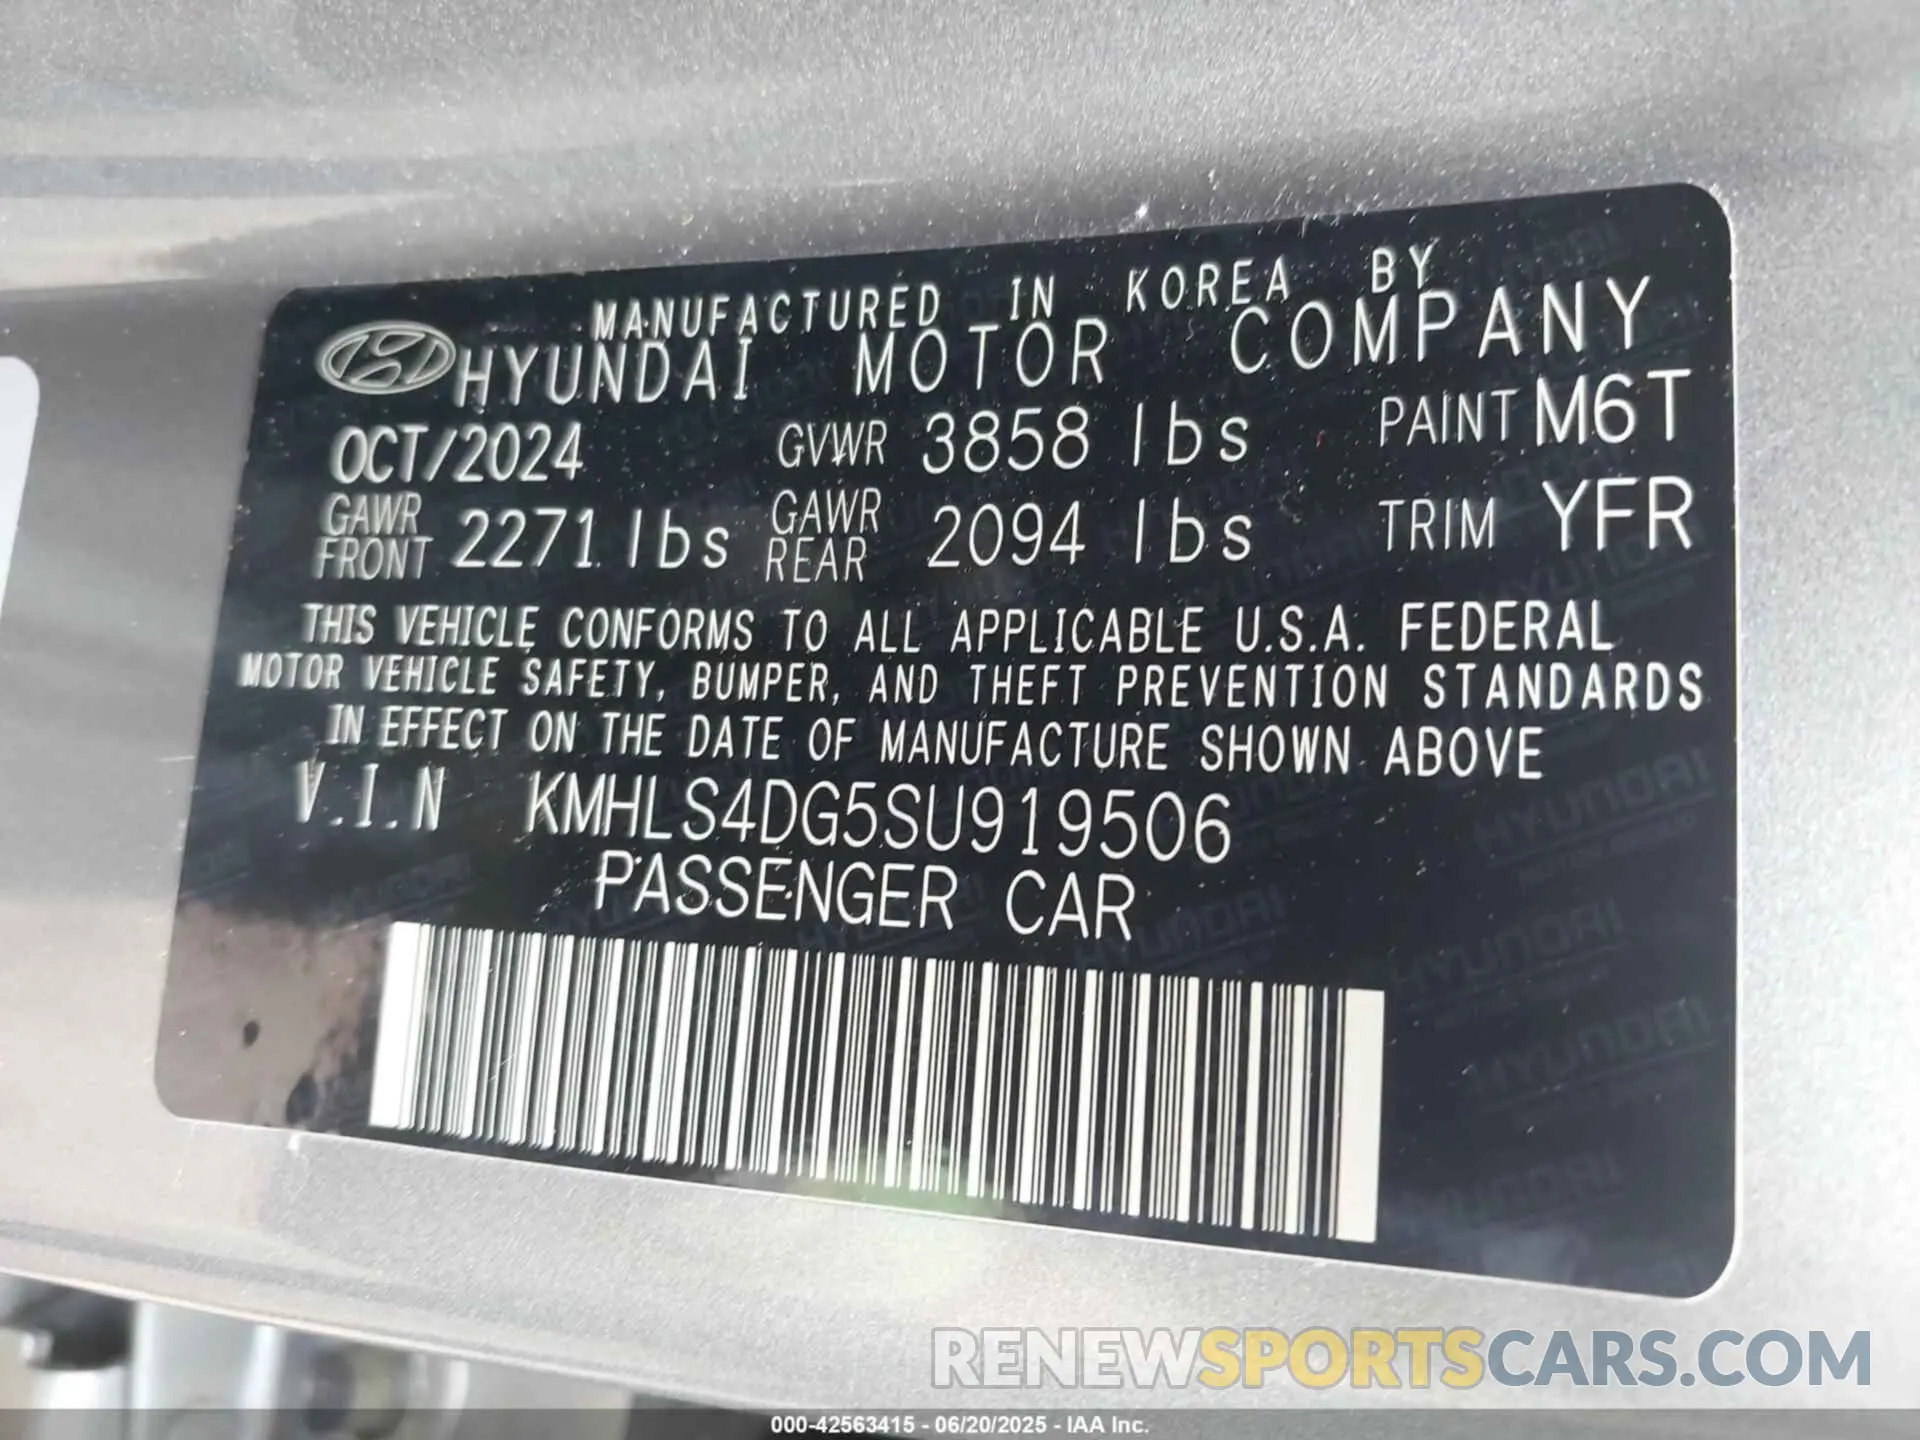 MANUFACTURED IN KOREA BY
HYUNDAI MOTOR COMPANY
OCT/2024 GVWR 3858 lbs PAINT M6T
GAWR FRONT 2271 lbs GAWR REAR 2094 lbs TRIM YFR
THIS VEHICLE CONFORMS TO ALL APPLICABLE U.S.A. FEDERAL
MOTOR VEHICLE SAFETY, BUMPER, AND THEFT PREVENTION STANDARDS
IN EFFECT ON THE DATE OF MANUFACTURE SHOWN ABOVE
V.I.N KMHLS4DG5SU919506
PASSENGER CAR
RENEWSPORTSCARS.COM
000-42563415 - 06/20/2025 - IAA Inc.